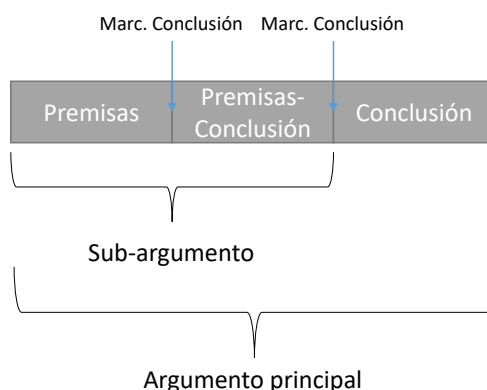 Marc. Conclusión Marc. Conclusión
Premisas
Premisas-
Conclusión
Conclusión
Sub-argumento
Argumento principal